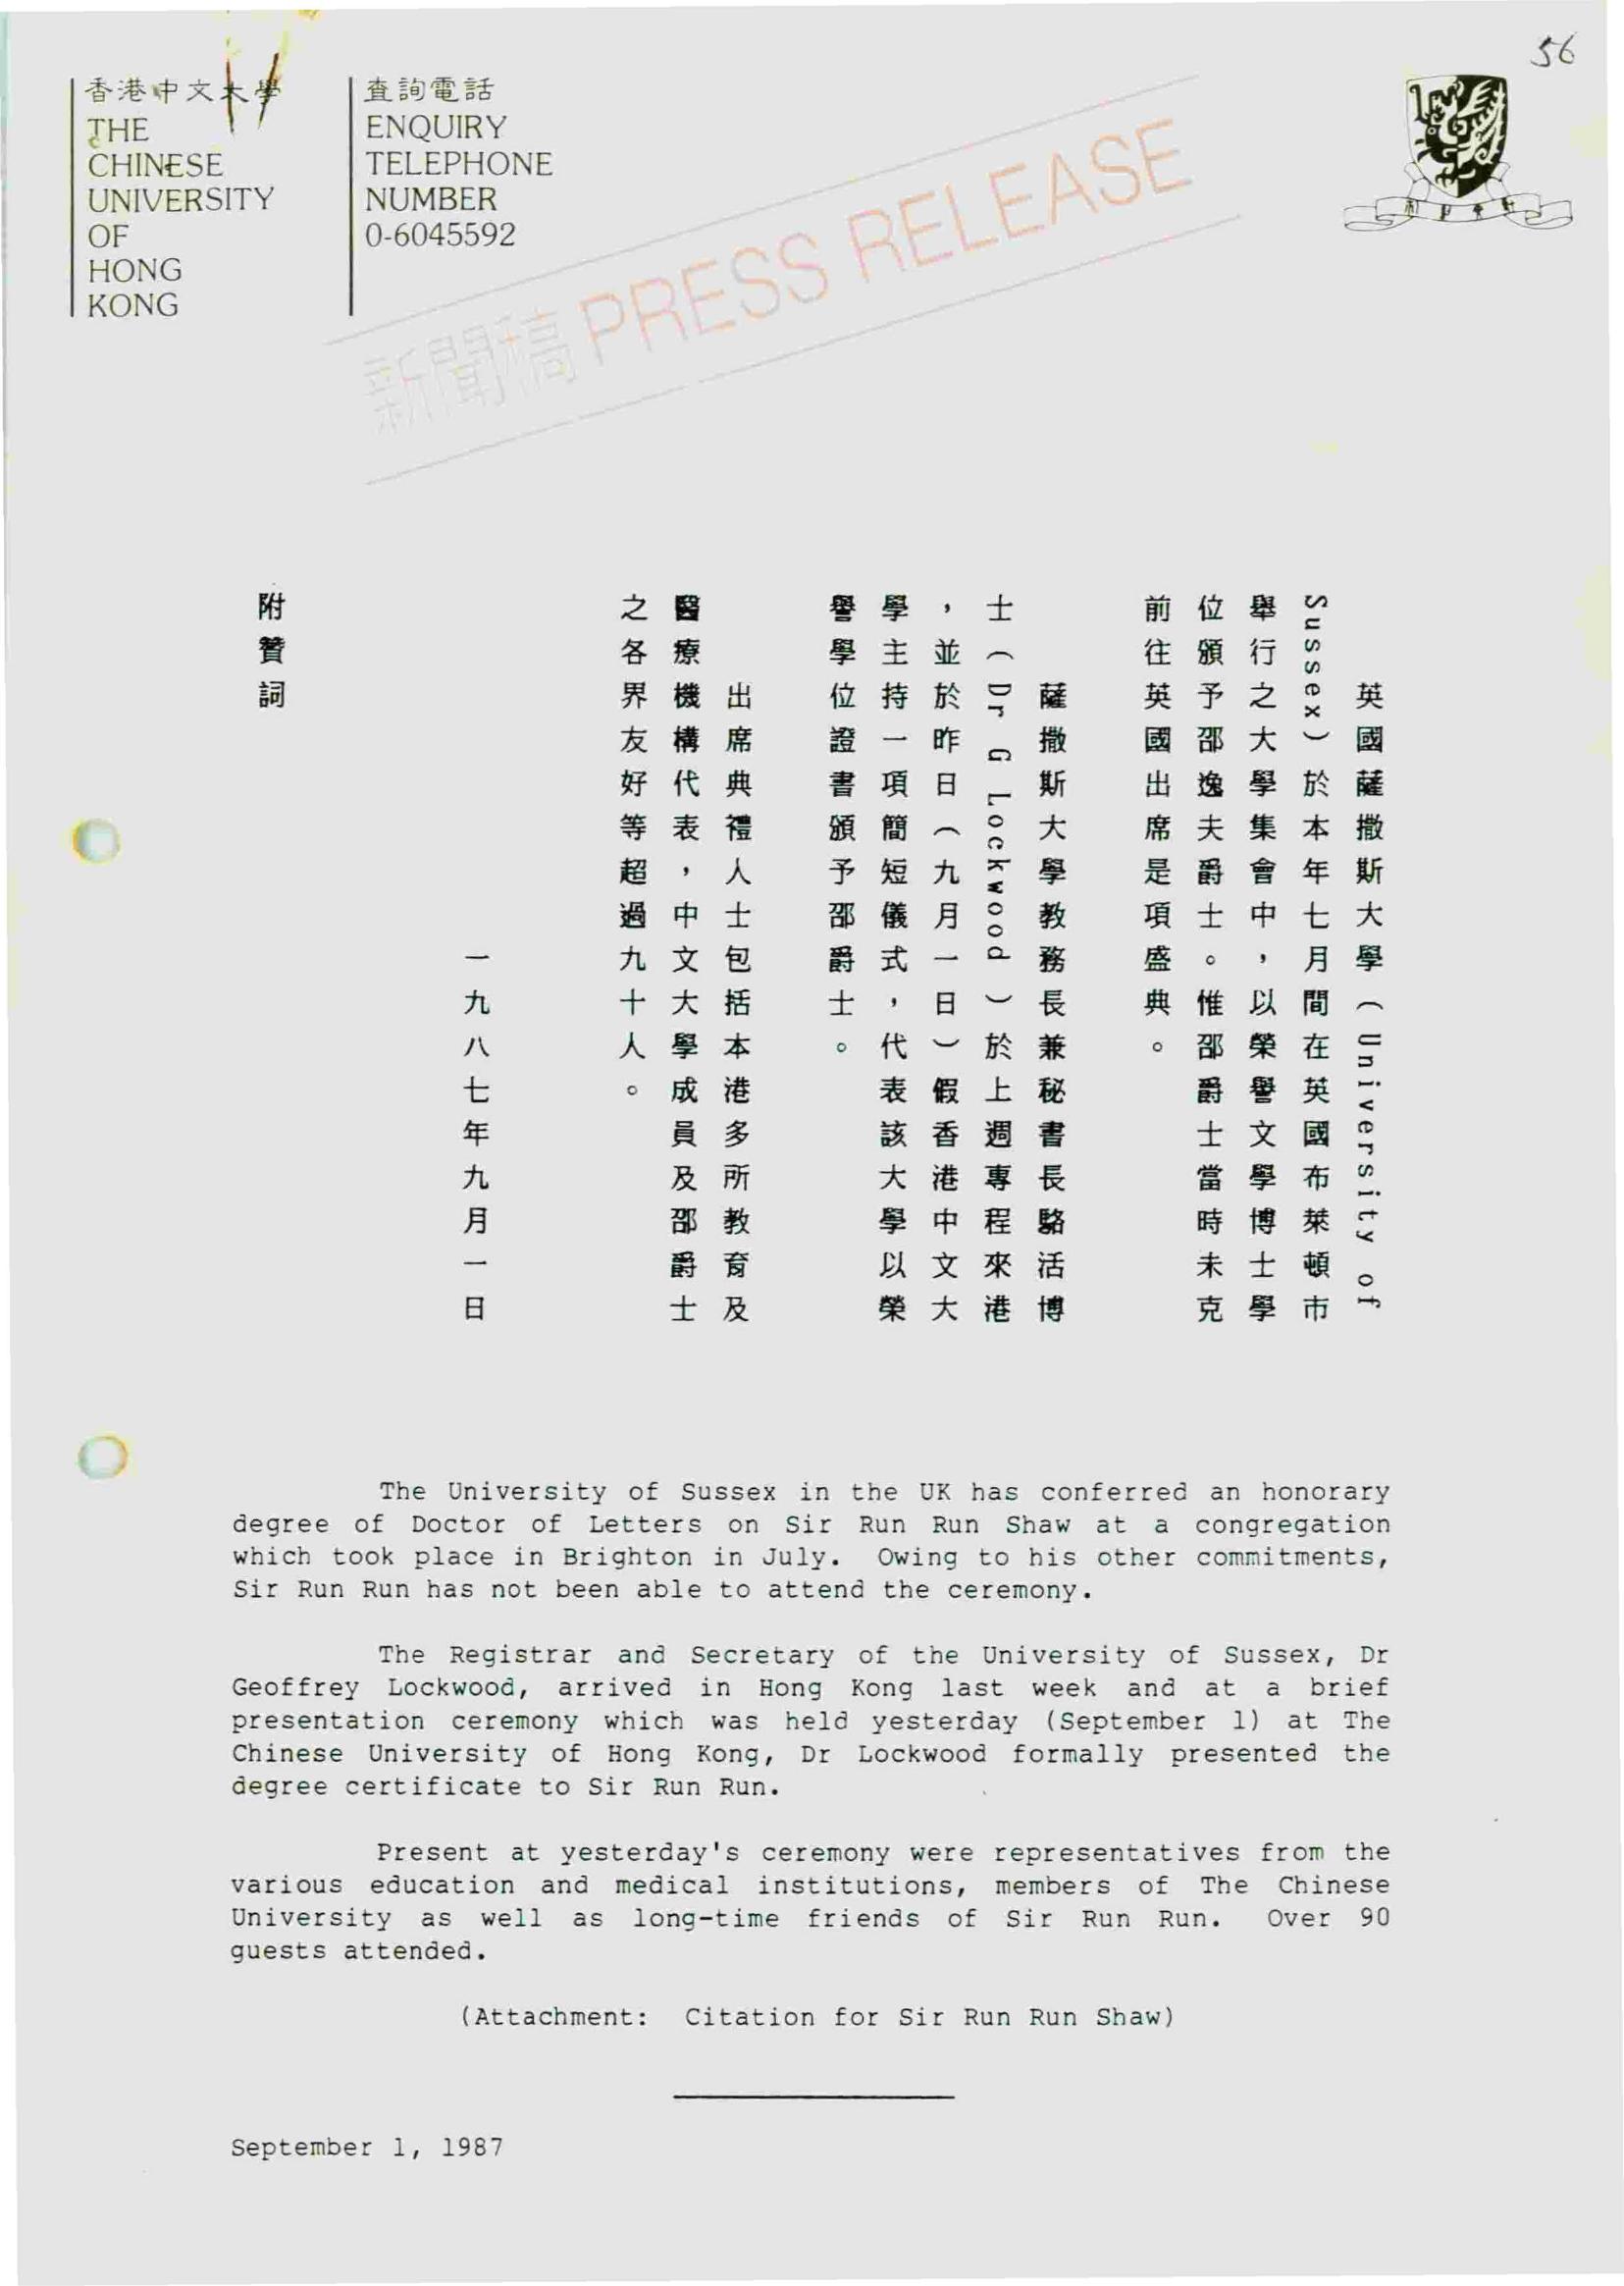 56
香港中文大學
THE
CHINESE
UNIVERSITY
OF
HONG
KONG
查詢電話
ENQUIRY
TELEPHONE
NUMBER
0-6045592
新聞稿 PRESS RELEASE
英國薩撒斯大學(University of
Sussex)於本年七月間在英國布萊頓市
舉行之大學集會中,以榮譽文學博士學
位頒予邵逸夫爵士。惟邵爵士當時未克
前往英國出席是項盛典。
薩撒斯大學教務長兼秘書長駱活博
士(Dr G Lockwood)於上週專程來港
,並於昨日(九月一日)假香港中文大
學主持一項簡短儀式,代表該大學以榮
譽學位證書頒予邵爵士。
出席典禮人士包括本港多所教育及
醫療機構代表,中文大學成員及邵爵士
之各界友好等超過九十人。
一九八七年九月一日
附贊詞
The University of Sussex in the UK has conferred an honorary
degree of Doctor of Letters on Sir Run Run Shaw at a congregation
which took place in Brighton in July. Owing to his other commitments,
Sir Run Run has not been able to attend the ceremony.
The Registrar and Secretary of the University of Sussex, Dr
Geoffrey Lockwood, arrived in Hong Kong last week and at a brief
presentation ceremony which was held yesterday (September 1) at The
Chinese University of Hong Kong, Dr Lockwood formally presented the
degree certificate to Sir Run Run.
Present at yesterday's ceremony were representatives from the
various education and medical institutions, members of The Chinese
University as well as long-time friends of Sir Run Run. Over 90
guests attended.
(Attachment: Citation for Sir Run Run Shaw)
September 1, 1987